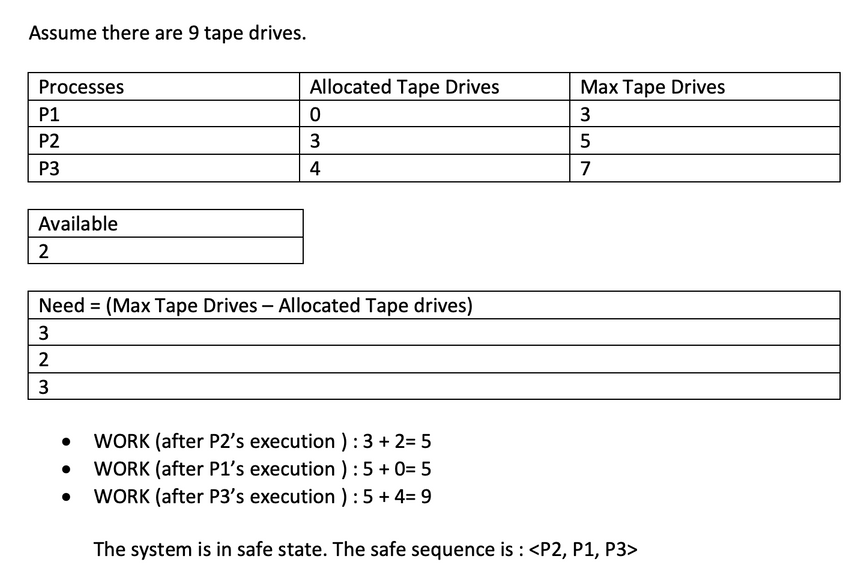 Assume there are 9 tape drives.
Processes Allocated Tape Drives Max Tape Drives
P1 0 3
P2 3 5
P3 4 7
Available
2
Need = (Max Tape Drives – Allocated Tape drives)
3
2
3
• WORK (after P2’s execution ) : 3 + 2= 5
• WORK (after P1’s execution ) : 5 + 0= 5
• WORK (after P3’s execution ) : 5 + 4= 9
The system is in safe state. The safe sequence is : <P2, P1, P3>